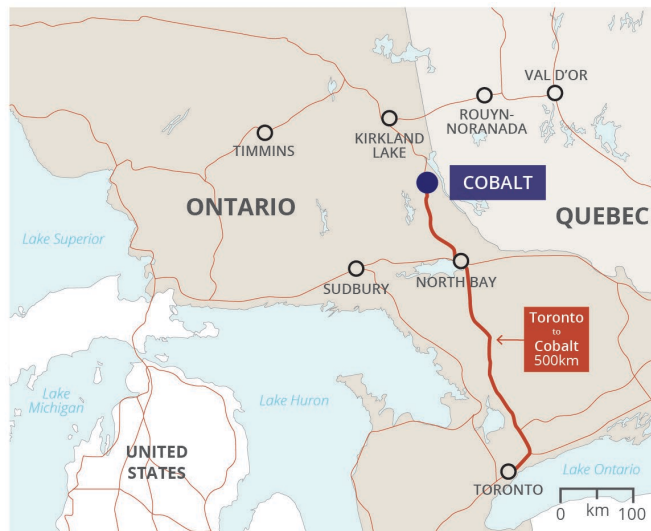 VAL D'OR
ROUYN-
NORANADA
KIRKLAND
LAKE
TIMMINS
COBALT
ONTARIO
QUEBEC
Lake Superior
SUDBURY
NORTH BAY
Toronto
to
Cobalt
500km
Lake
Michigan
Lake Huron
UNITED
STATES
TORONTO
Lake Ontario
0 km 100